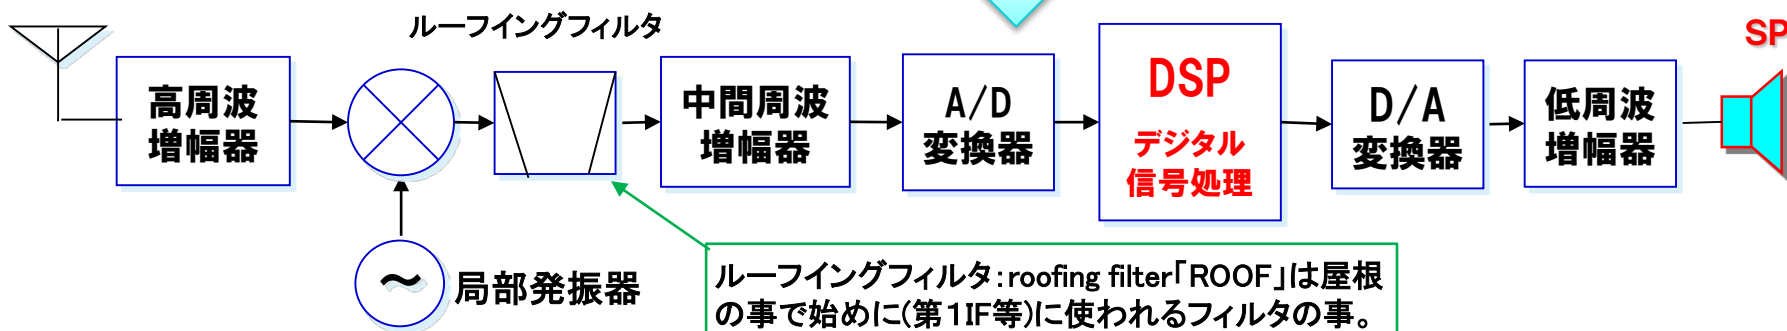 ルーフイングフィルタ
SP
高周波
増幅器
中間周波
増幅器
A/D
変換器
DSP
デジタル
信号処理
D/A
変換器
低周波
増幅器
～
局部発振器
ルーフイングフィルタ:roofing filter「ROOF」は屋根
の事で始めに(第1IF等)に使われるフィルタの事。